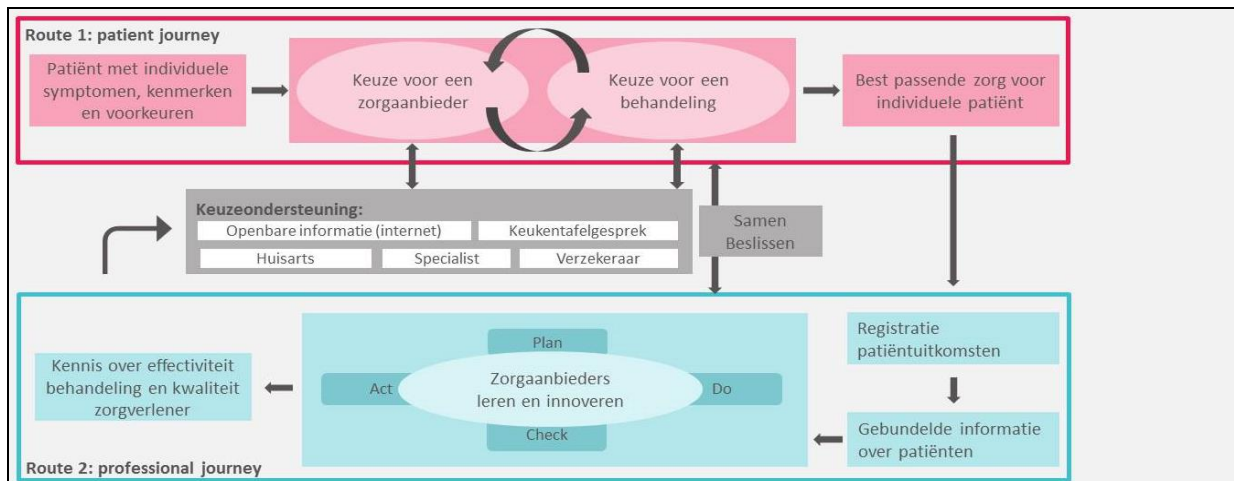 Route 1: patient journey
Patiënt met individuele
symptomen, kenmerken
en voorkeuren
Keuze voor een
zorgaanbieder
Keuze voor een
behandeling
Best passende zorg voor
individuele patiënt
Keuzeondersteuning:
Openbare informatie (internet)
Keukentafelgesprek
Huisarts
Specialist
Verzekeraar
Samen
Beslissen
Registratie
patiëntuitkomsten
Gebundelde informatie
over patiënten
Plan
Act
Zorgaanbieders
leren en innoveren
Do
Check
Kennis over effectiviteit
behandeling en kwaliteit
zorgverlener
Route 2: professional journey